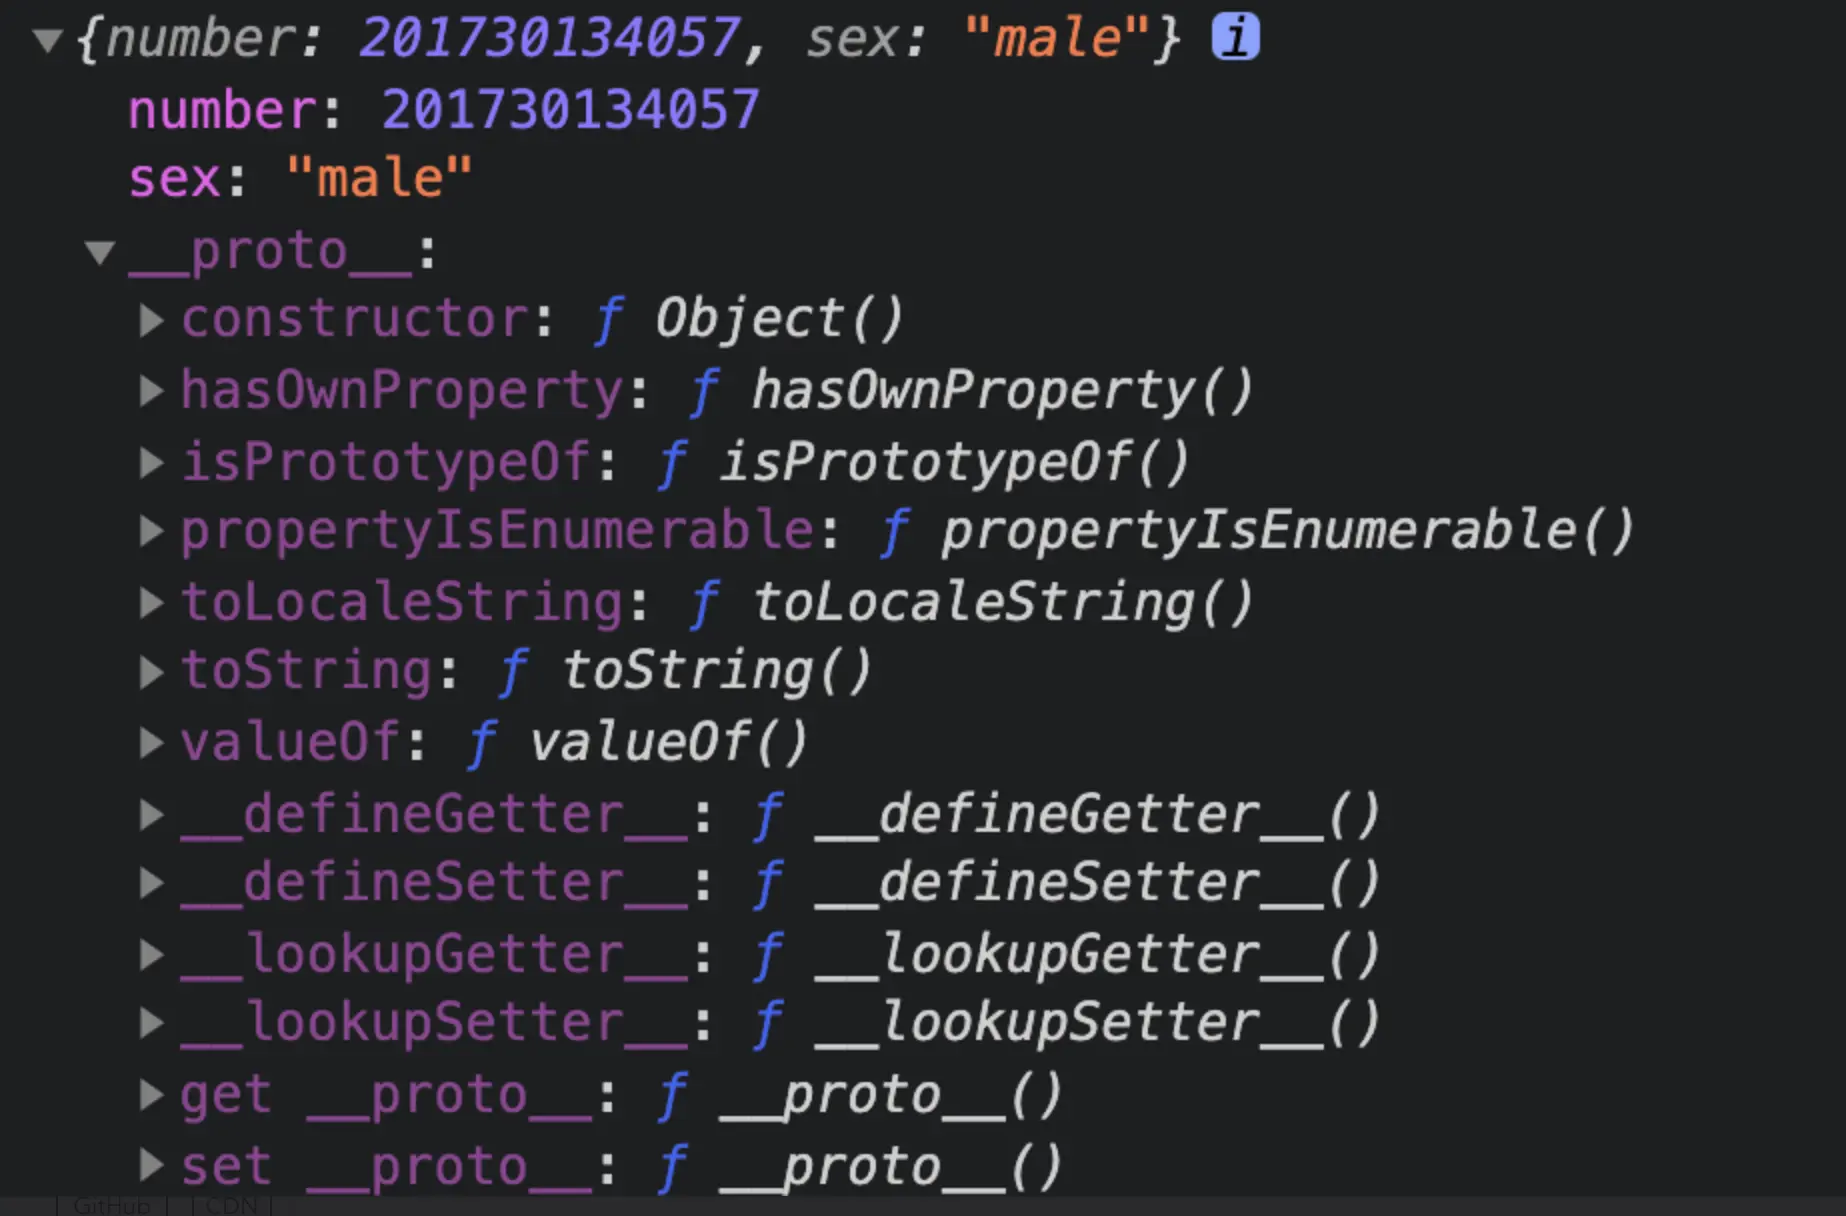 {number: 201730134057, sex: "male"} i
number: 201730134057
sex: "male"
__proto__:
constructor: ƒ Object()
hasOwnProperty: ƒ hasOwnProperty()
isPrototypeOf: ƒ isPrototypeOf()
propertyIsEnumerable: ƒ propertyIsEnumerable()
toLocaleString: ƒ toLocaleString()
toString: ƒ toString()
valueOf: ƒ valueOf()
__defineGetter__: ƒ __defineGetter__()
__defineSetter__: ƒ __defineSetter__()
__lookupGetter__: ƒ __lookupGetter__()
__lookupSetter__: ƒ __lookupSetter__()
get __proto__: ƒ __proto__()
set __proto__: ƒ __proto__()
GitHub CDN